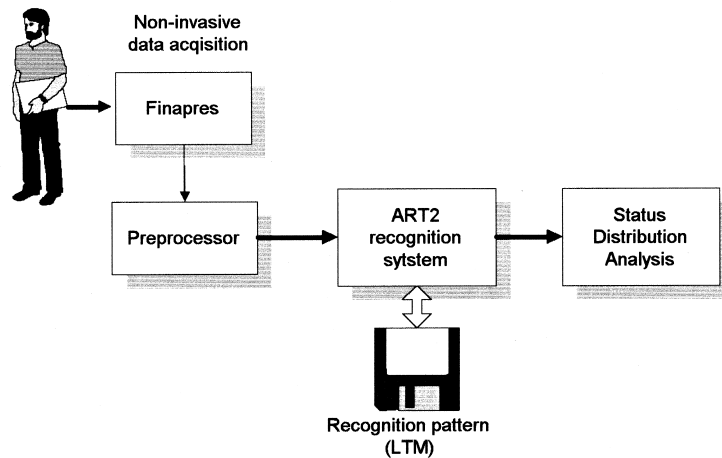 Non-invasive
data acqisition
Finapres
Preprocessor
ART2
recognition
sytstem
Status
Distribution
Analysis
Recognition pattern
(LTM)